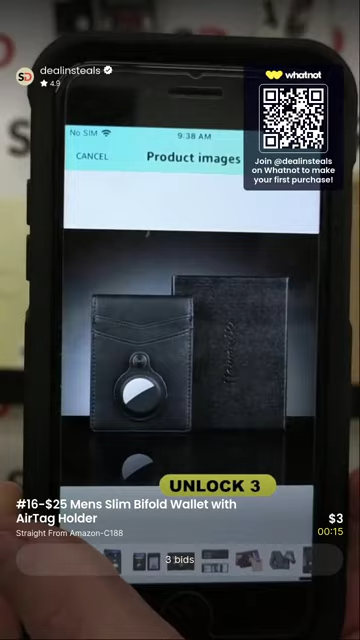 dealinsteals
4.9
whatnot
Join @dealinsteals
on Whatnot to make
your first purchase!
No SIM
9:38 AM
CANCEL
Product images
UNLOCK 3
#16-$25 Mens Slim Bifold Wallet with
AirTag Holder
$3
Straight From Amazon-C188
00:15
3 bids